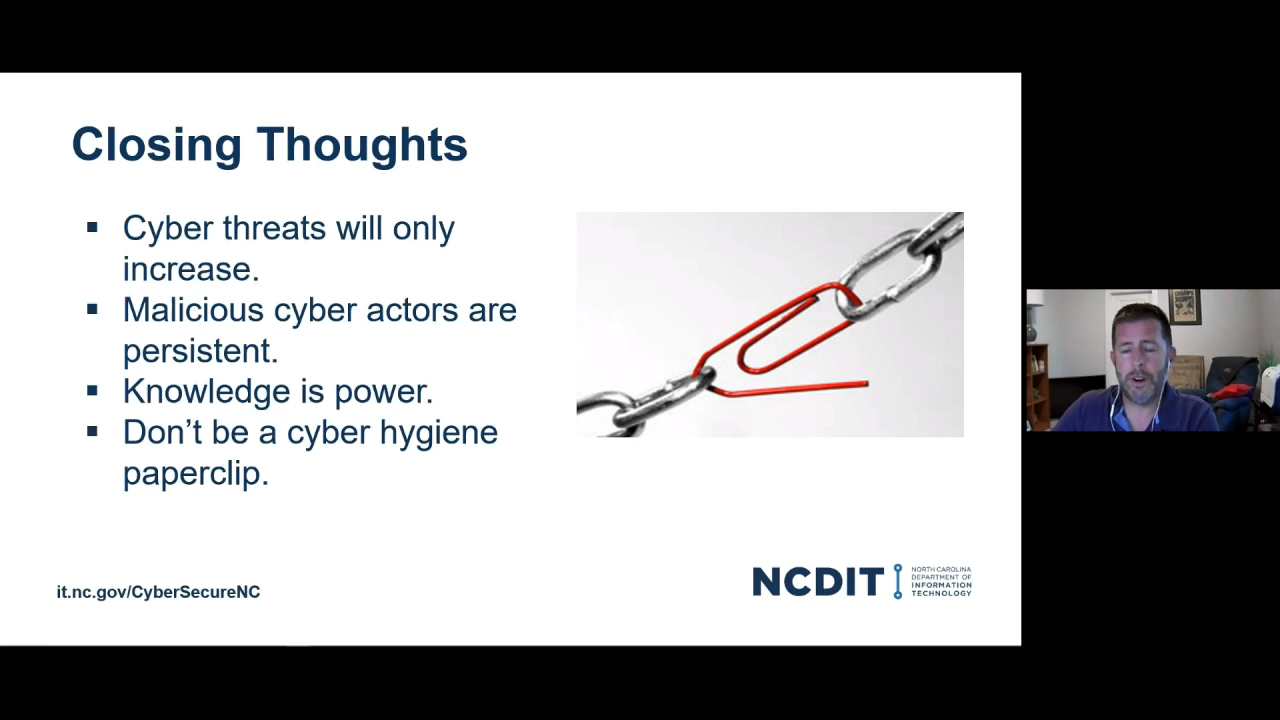 Closing Thoughts
▪ Cyber threats will only
increase.
▪ Malicious cyber actors are
persistent.
▪ Knowledge is power.
▪ Don’t be a cyber hygiene
paperclip.
it.nc.gov/CyberSecureNC
NCDIT
NORTH CAROLINA
DEPARTMENT OF
INFORMATION
TECHNOLOGY